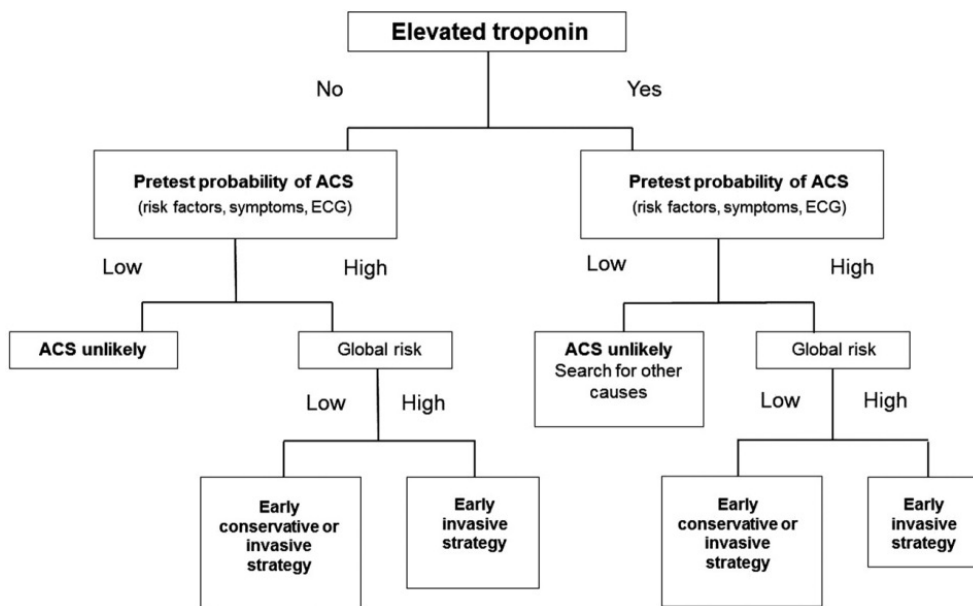 Elevated troponin
No
Yes
Pretest probability of ACS
(risk factors, symptoms, ECG)
Pretest probability of ACS
(risk factors, symptoms, ECG)
Low
High
Low
High
ACS unlikely
Global risk
ACS unlikely
Search for other
causes
Global risk
Low
High
Low
High
Early
conservative or
invasive
strategy
Early
invasive
strategy
Early
conservative or
invasive
strategy
Early
invasive
strategy